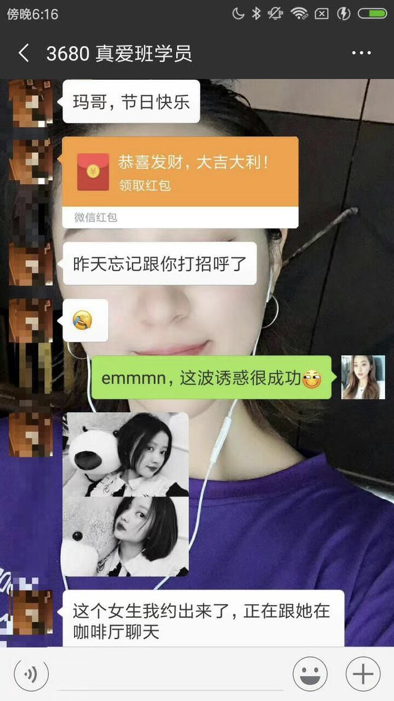 傍晚6:16
3680 真爱班学员
玛哥，节日快乐
恭喜发财，大吉大利！
领取红包
微信红包
昨天忘记跟你打招呼了
emmmn，这波诱惑很成功
这个女生我约出来了，正在跟她在
咖啡厅聊天